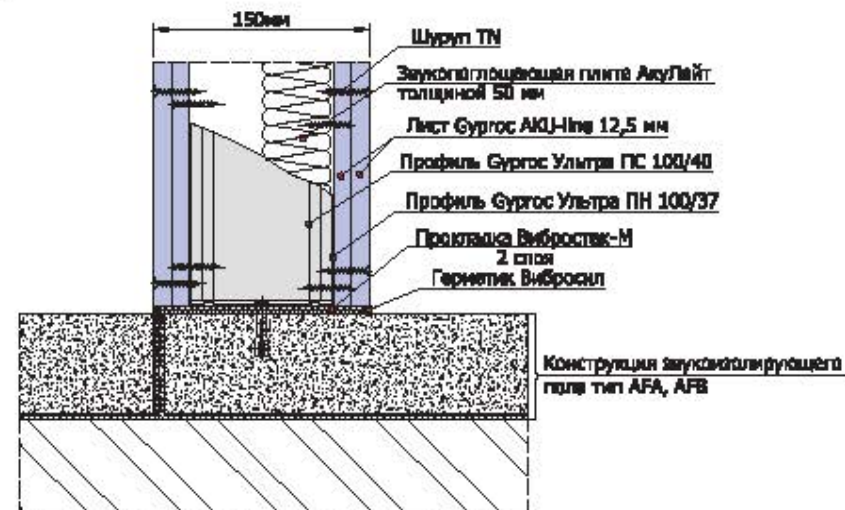 150мм
Шуруп TN
Звукопоглощающая плита АкуЛайт
толщиной 50 мм
Лист Gyproc AKU-line 12,5 мм
Профиль Gyproc Ультра ПС 100/40
Профиль Gyproc Ультра ПН 100/37
Прокладка Вибростек-М
2 слоя
Герметик Вибросил
Конструкция звукоизолирующего
пола тип AFA, AFB